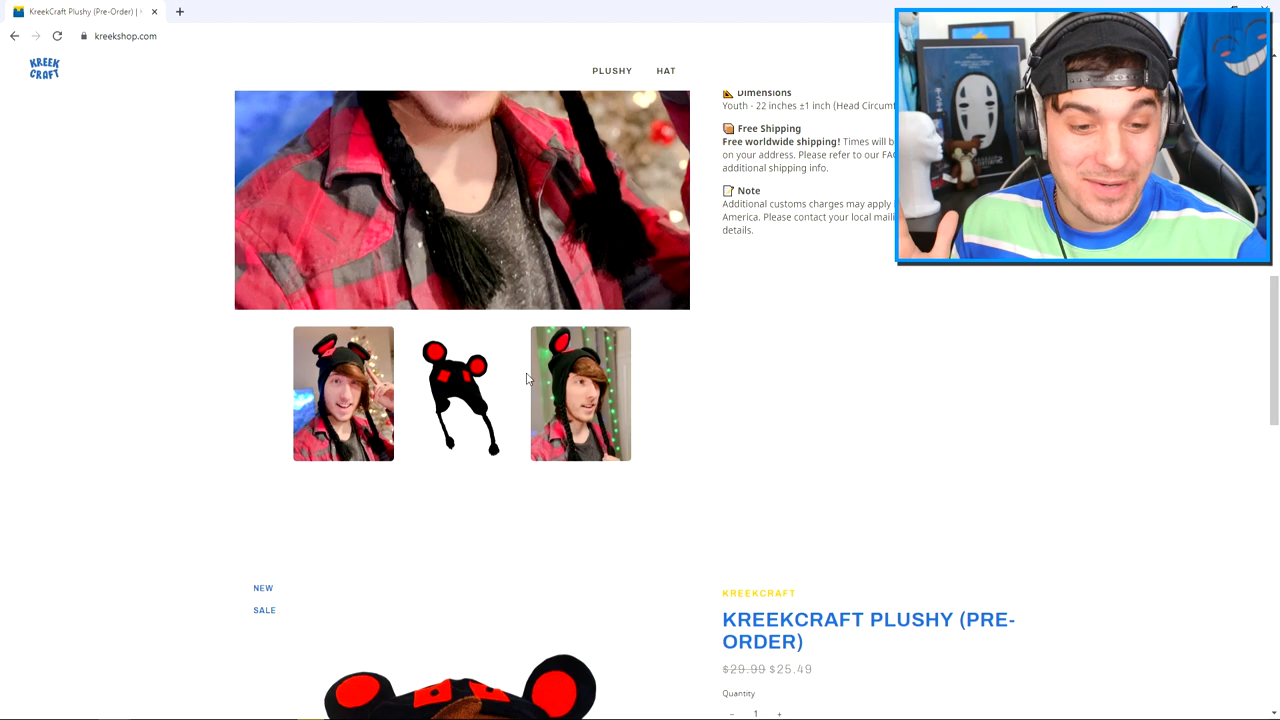 KreekCraft Plushy (Pre-Order) |
kreekshop.com
KREEK
CRAFT
PLUSHY HAT
Dimensions
Youth - 22 inches ±1 inch (Head Circumf
Free Shipping
Free worldwide shipping! Times will b
on your address. Please refer to our FA
additional shipping info.
Note
Additional customs charges may apply
America. Please contact your local maili
details.
NEW
SALE
KREEKCRAFT
KREEKCRAFT PLUSHY (PRE-
ORDER)
$29.99 $25.49
Quantity
− 1 +